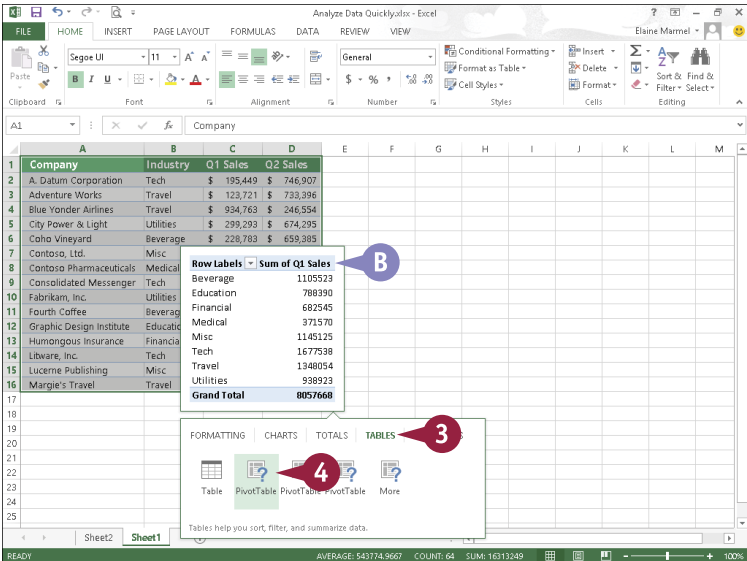 Analyze Data Quickly.xlsx - Excel
FILE HOME INSERT PAGE LAYOUT FORMULAS DATA REVIEW VIEW Elaine Marmel
Paste
Segoe UI 11
B I U
General
$ % ,
Conditional Formatting
Format as Table
Cell Styles
Insert
Delete
Format
Sort & Filter
Find & Select
Clipboard Font Alignment Number Styles Cells Editing
A1 fx Company
A B C D E F G H I J K L M
1 Company Industry Q1 Sales Q2 Sales
2 A. Datum Corporation Tech $ 195,449 $ 746,907
3 Adventure Works Travel $ 123,721 $ 733,396
4 Blue Yonder Airlines Travel $ 934,763 $ 246,554
5 City Power & Light Utilities $ 299,293 $ 674,295
6 Coho Vineyard Beverage $ 228,783 $ 659,385
7 Contoso, Ltd. Misc
8 Contoso Pharmaceuticals Medical
9 Consolidated Messenger Tech
10 Fabrikam, Inc. Utilities
11 Fourth Coffee Beverag
12 Graphic Design Institute Educatio
13 Humongous Insurance Financia
14 Litware, Inc. Tech
15 Lucerne Publishing Misc
16 Margie's Travel Travel
17
18
19
20
21
22
23
24
25
Row Labels Sum of Q1 Sales
B
Beverage 1105523
Education 788390
Financial 682545
Medical 371570
Misc 1145125
Tech 1677538
Travel 1348054
Utilities 938923
Grand Total 8057668
FORMATTING CHARTS TOTALS TABLES 3 S
4
Table PivotTable PivotTable PivotTable More
Tables help you sort, filter, and summarize data.
Sheet2 Sheet1
READY AVERAGE: 543774.9667 COUNT: 64 SUM: 16313249 100%